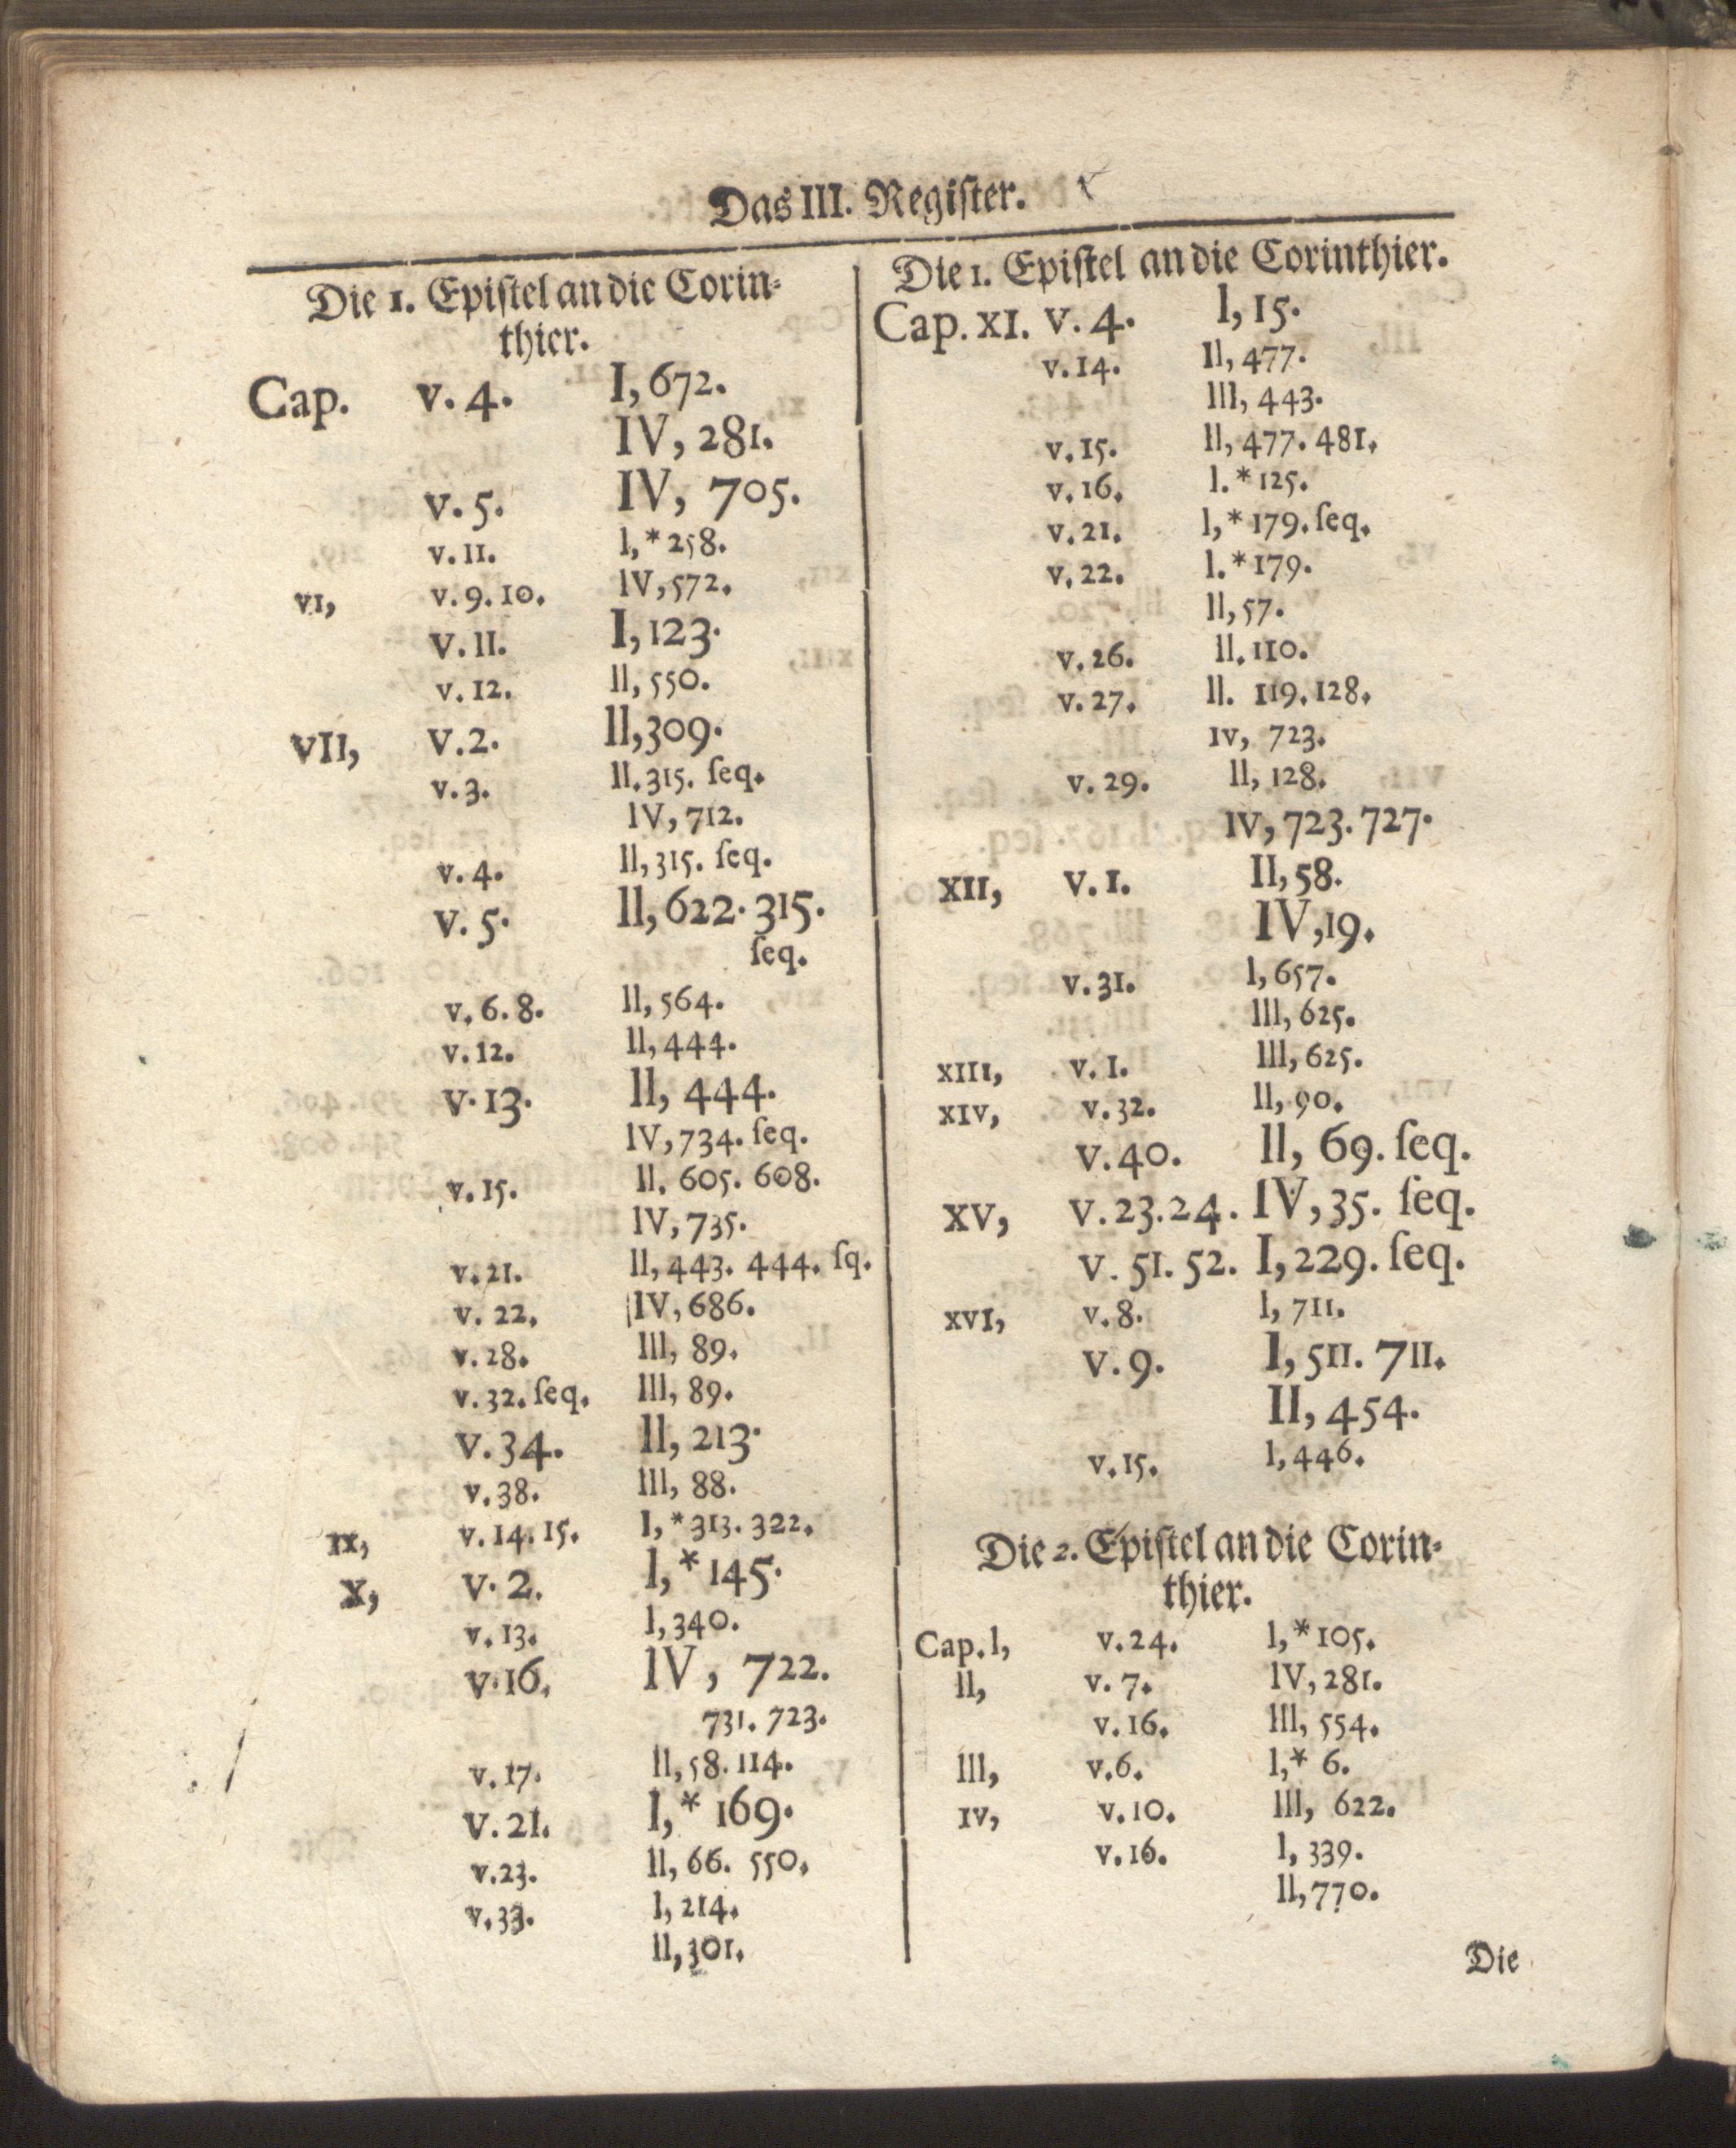 Das III. Regiſter.
Die 1. Epiſtel an die Corin-
thier.
Cap. v. 4. I, 672.
IV, 281.
v. 5. IV, 705.
v. 11. I, * 258.
VI, v. 9. 10. IV, 572.
v. 11. I, 123.
v. 12. II, 550.
VII, v. 2. II, 309.
v. 3. II. 315. ſeq.
IV, 712.
v. 4. II, 315. ſeq.
v. 5. II, 622. 315.
ſeq.
v. 6. 8. II, 564.
v. 12. II, 444.
v. 13. II, 444.
IV, 734. ſeq.
v. 15. II. 605. 608.
IV, 735.
v. 21. II, 443. 444. ſq.
v. 22. IV, 686.
v. 28. III, 89.
v. 32. ſeq. III, 89.
v. 34. II, 213.
v. 38. III, 88.
IX, v. 14. 15. I, * 313. 322.
X, v. 2. I, * 145.
v. 13. I, 340.
v. 16. IV, 722.
731. 723.
v. 17. II, 58. 114.
v. 21. I, * 169.
v. 23. II, 66. 550.
v. 33. I, 214.
II, 301.
Die 1. Epiſtel an die Corinthier.
Cap. XI. v. 4. I, 15.
v. 14. II, 477.
III, 443.
v. 15. II, 477. 481.
v. 16. I. * 125.
v. 21. I, * 179. ſeq.
v. 22. I. * 179.
II, 57.
v. 26. II. 110.
v. 27. II. 119. 128.
IV, 723.
v. 29. II, 128.
IV, 723. 727.
XII, v. 1. II, 58.
IV, 19.
v. 31. I, 657.
III, 625.
XIII, v. 1. III, 625.
XIV, v. 32. II, 90.
v. 40. II, 69. ſeq.
XV, v. 23. 24. IV, 35. ſeq.
v. 51. 52. I, 229. ſeq.
XVI, v. 8. I, 711.
v. 9. I, 511. 711.
II, 454.
v. 15. I, 446.
Die 2. Epiſtel an die Corin-
thier.
Cap. I, v. 24. I, * 105.
II, v. 7. IV, 281.
v. 16. III, 554.
III, v. 6. I, * 6.
IV, v. 10. III, 622.
v. 16. I, 339.
II, 770.
Die